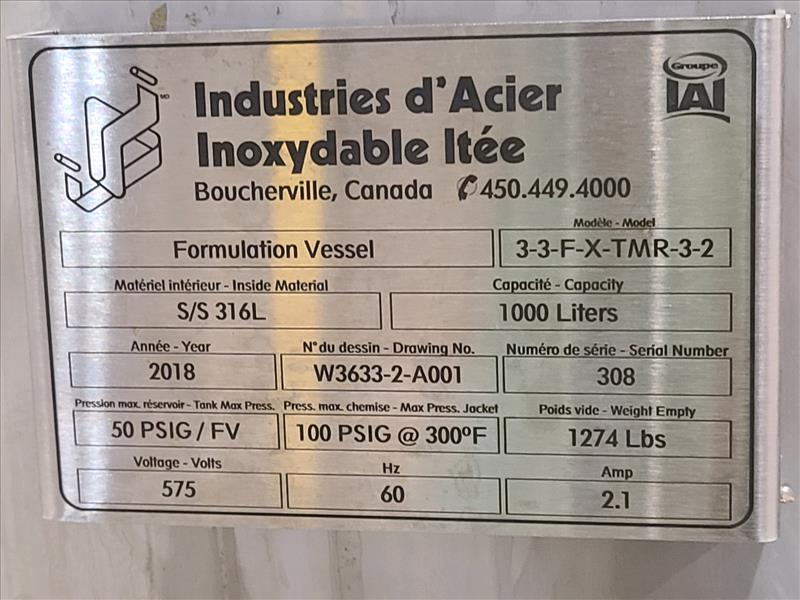 Industries d'Acier
Inoxydable ltée
Boucherville, Canada 450.449.4000
Groupe
IAI
MD
Modèle - Model
Formulation Vessel 3-3-F-X-TMR-3-2
Matériel intérieur - Inside Material Capacité - Capacity
S/S 316L 1000 Liters
Année - Year N° du dessin - Drawing No. Numéro de série - Serial Number
2018 W3633-2-A001 308
Pression max. réservoir - Tank Max Press. Press. max. chemise - Max Press. Jacket Poids vide - Weight Empty
50 PSIG / FV 100 PSIG @ 300ºF 1274 Lbs
Voltage - Volts Hz Amp
575 60 2.1